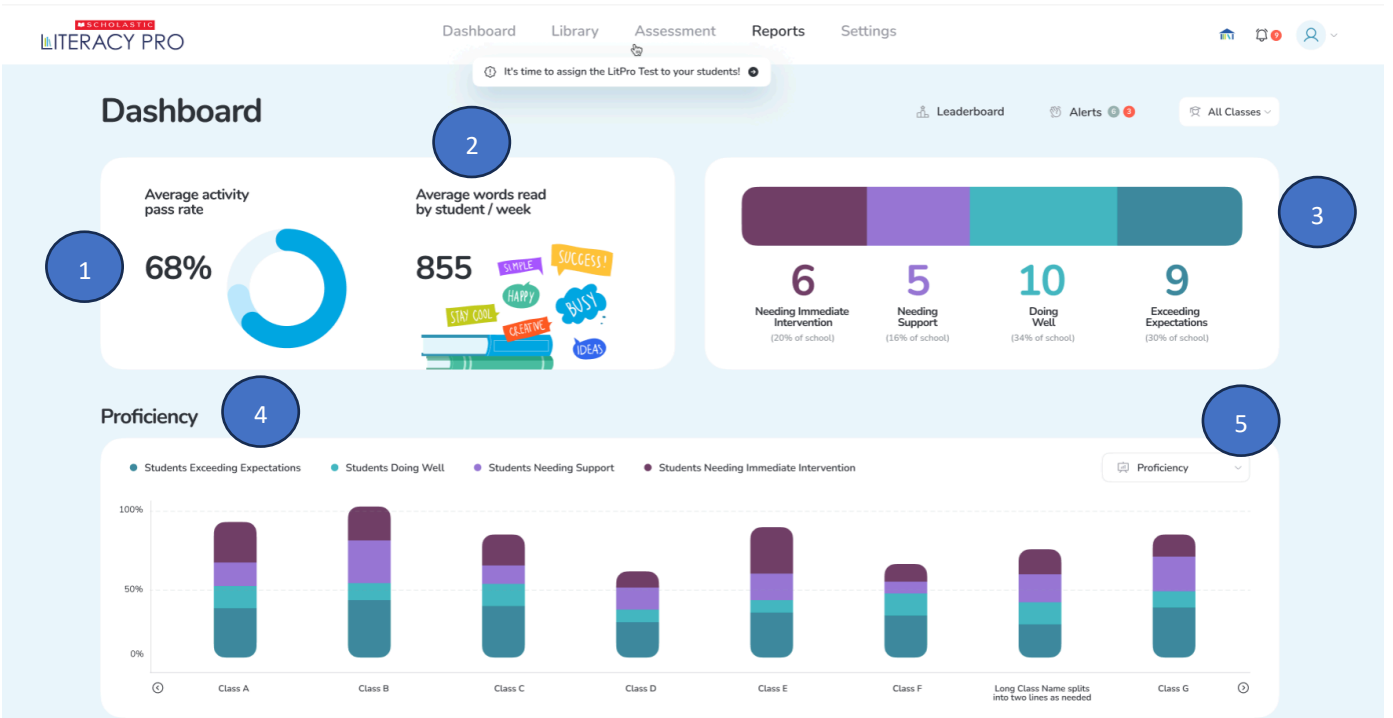 SCHOLASTIC
LITERACY PRO
Dashboard Library Assessment Reports Settings
9
It's time to assign the LitPro Test to your students!
Dashboard
Leaderboard
Alerts 6 3
All Classes
2
Average activity
pass rate
68%
1
Average words read
by student / week
855
SIMPLE
SUCCESS!
HAPPY
BUSY
STAY COOL
CREATIVE
IDEAS
3
6
Needing Immediate
Intervention
(20% of school)
5
Needing
Support
(16% of school)
10
Doing
Well
(34% of school)
9
Exceeding
Expectations
(30% of school)
Proficiency
4
5
Students Exceeding Expectations Students Doing Well Students Needing Support Students Needing Immediate Intervention
Proficiency
100%
50%
0%
Class A
Class B
Class C
Class D
Class E
Class F
Long Class Name splits
into two lines as needed
Class G